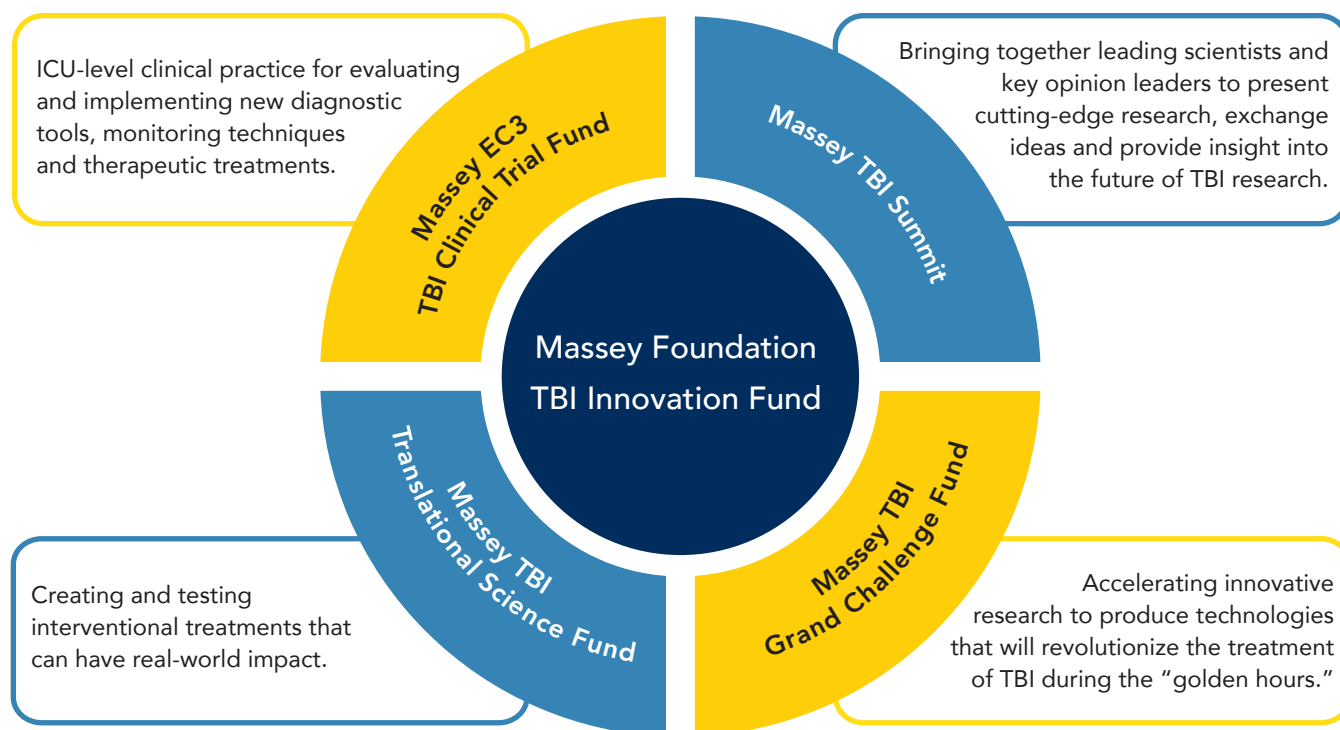 ICU-level clinical practice for evaluating
and implementing new diagnostic
tools, monitoring techniques
and therapeutic treatments.
Massey EC3
TBI Clinical Trial Fund
Massey TBI Summit
Bringing together leading scientists and
key opinion leaders to present
cutting-edge research, exchange
ideas and provide insight into
the future of TBI research.
Massey Foundation
TBI Innovation Fund
Creating and testing
interventional treatments that
can have real-world impact.
Massey TBI
Translational Science Fund
Massey TBI
Grand Challenge Fund
Accelerating innovative
research to produce technologies
that will revolutionize the treatment
of TBI during the “golden hours.”